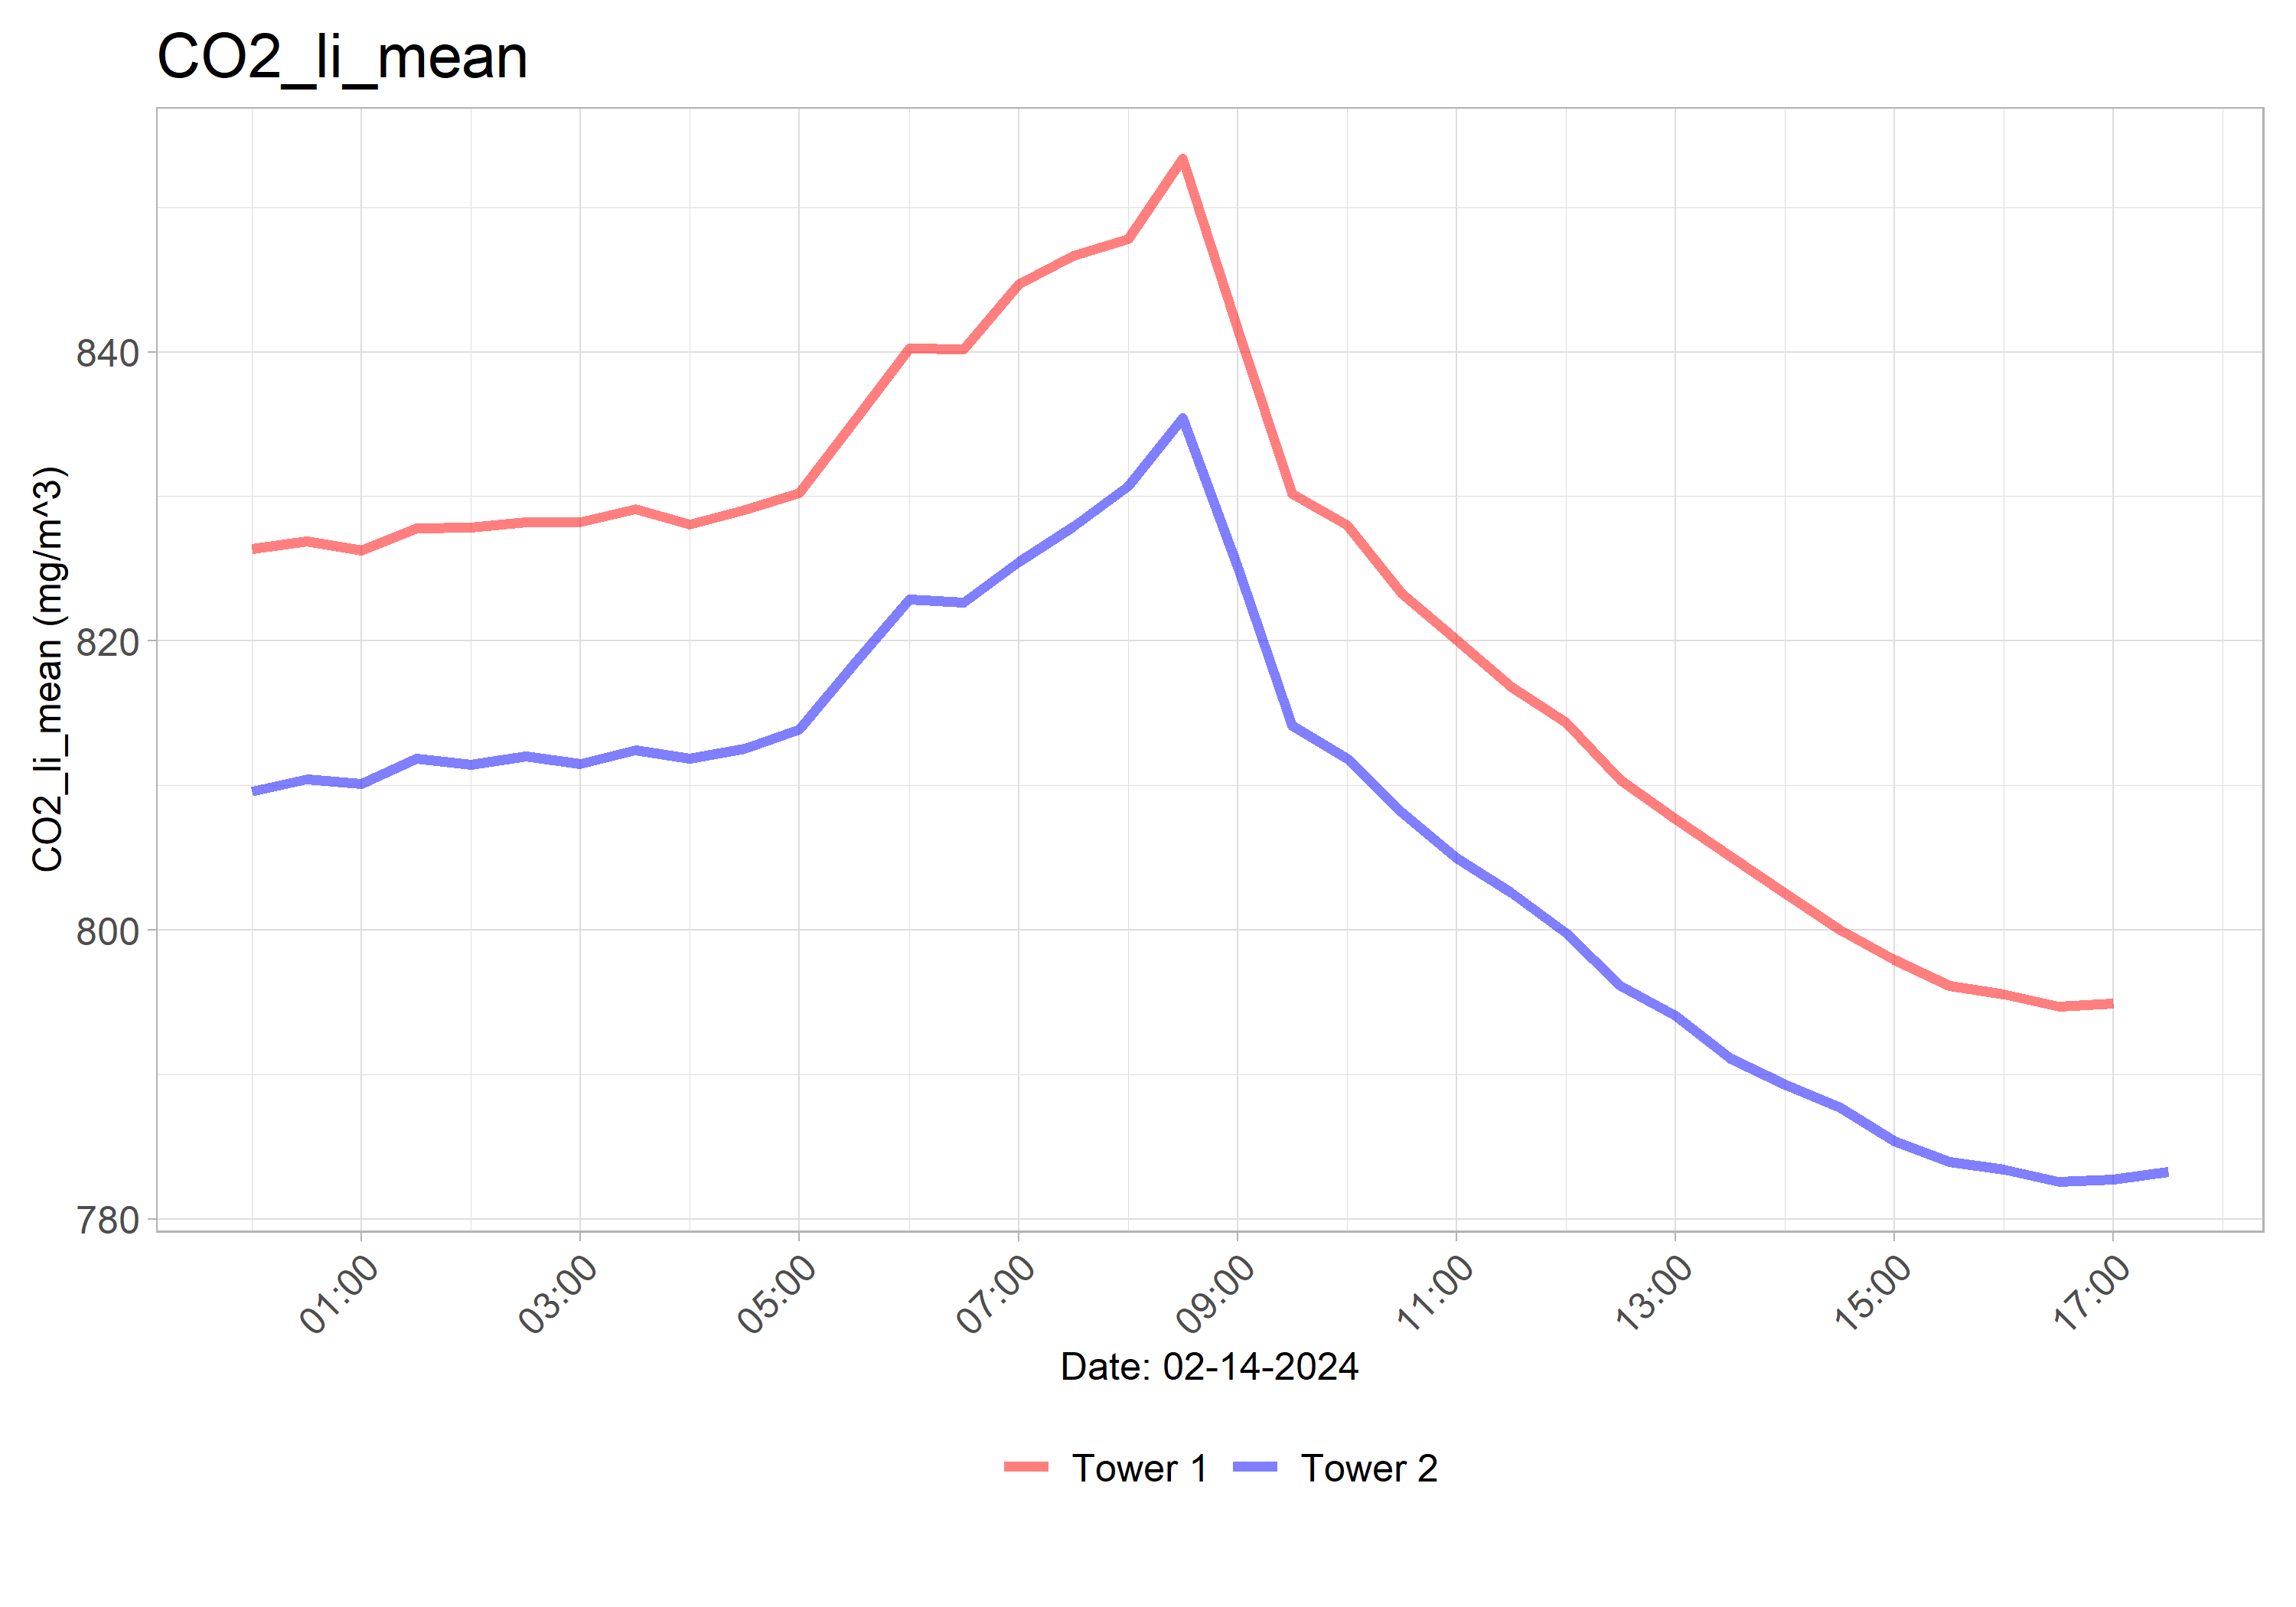 CO2_li_mean
CO2_li_mean (mg/m^3)
840
820
800
780
01:00
03:00
05:00
07:00
09:00
11:00
13:00
15:00
17:00
Date: 02-14-2024
Tower 1
Tower 2